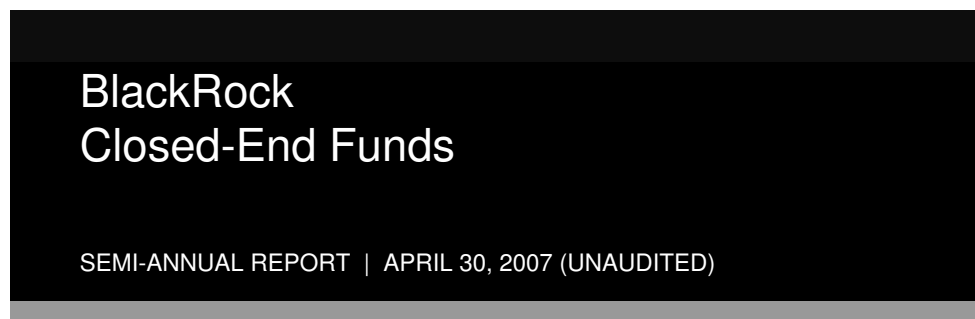 BlackRock
Closed-End Funds
SEMI-ANNUAL REPORT | APRIL 30, 2007 (UNAUDITED)